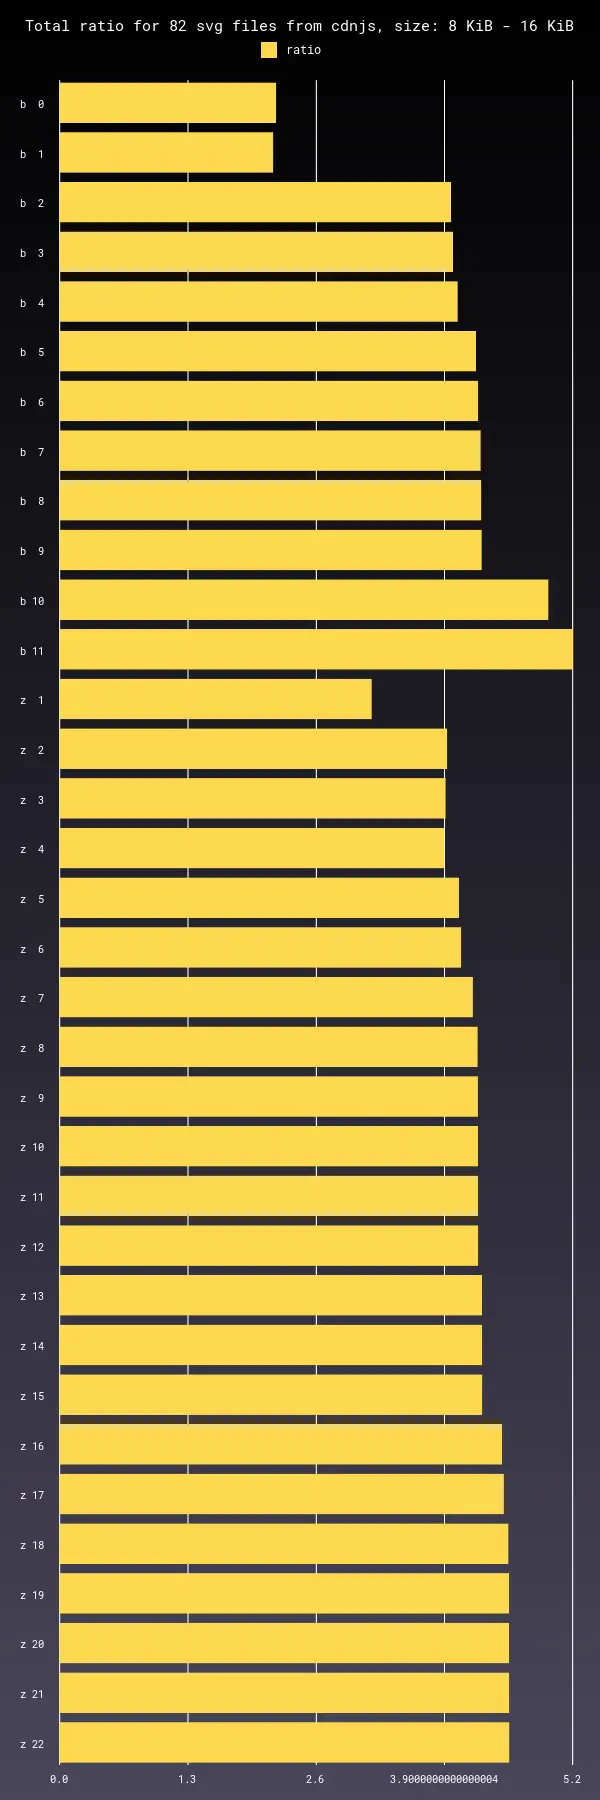 Total ratio for 82 svg files from cdnjs, size: 8 KiB - 16 KiB
ratio
b 0
b 1
b 2
b 3
b 4
b 5
b 6
b 7
b 8
b 9
b 10
b 11
z 1
z 2
z 3
z 4
z 5
z 6
z 7
z 8
z 9
z 10
z 11
z 12
z 13
z 14
z 15
z 16
z 17
z 18
z 19
z 20
z 21
z 22
0.0 1.3 2.6 3.9000000000000004 5.2